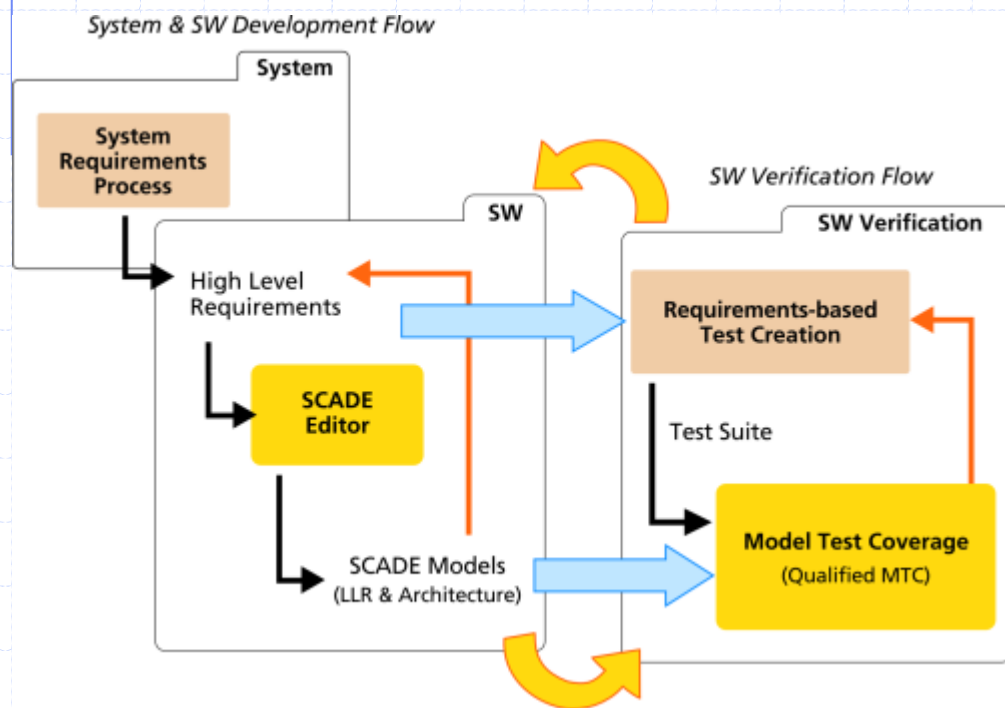 System & SW Development Flow
System
System
Requirements
Process
SW
High Level
Requirements
SCADE
Editor
SCADE Models
(LLR & Architecture)
SW Verification Flow
SW Verification
Requirements-based
Test Creation
Test Suite
Model Test Coverage
(Qualified MTC)